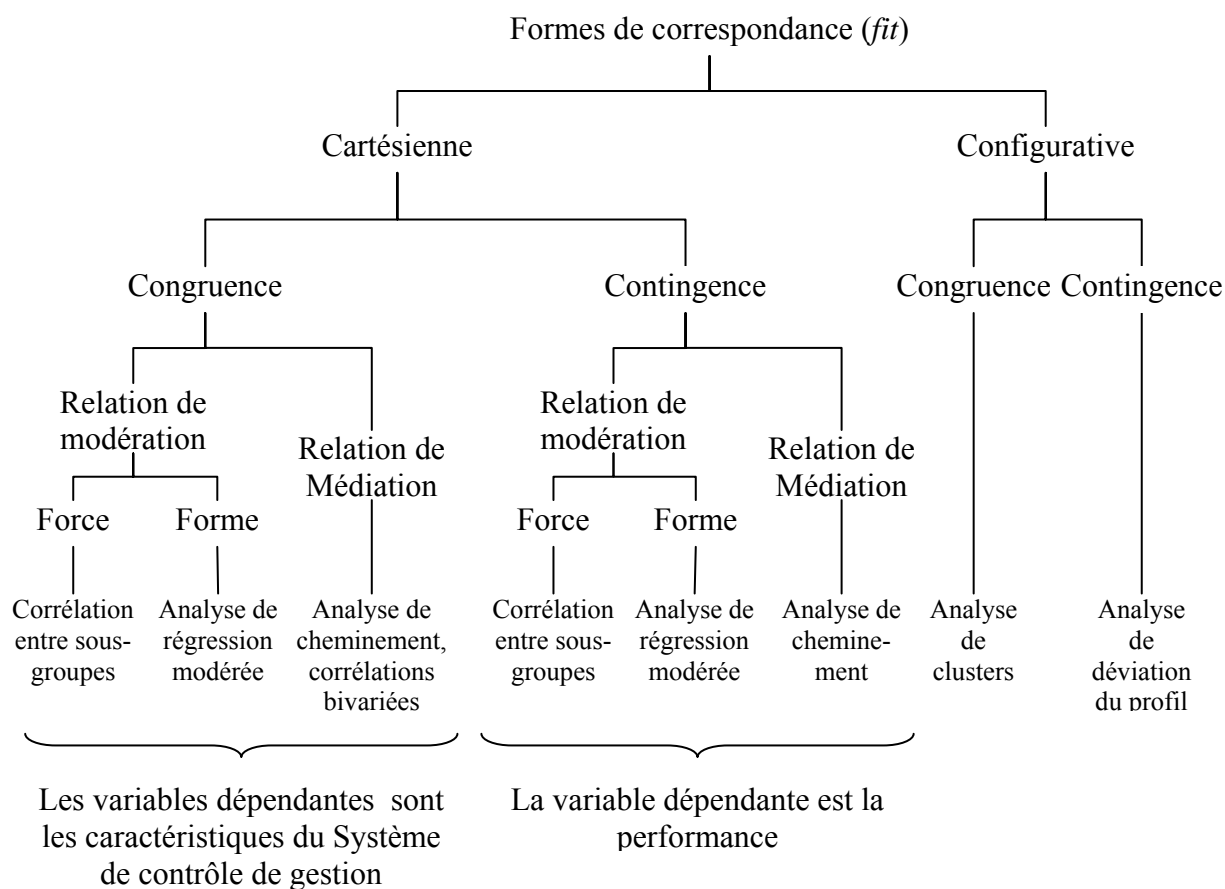 Formes de correspondance (fit)
Cartésienne
Configurative
Congruence
Contingence
Congruence
Contingence
Relation de
modération
Relation de
Médiation
Relation de
modération
Relation de
Médiation
Force
Forme
Force
Forme
Corrélation
entre sous-
groupes
Analyse de
régression
modérée
Analyse de
cheminement,
corrélations
bivariées
Corrélation
entre sous-
groupes
Analyse de
régression
modérée
Analyse de
chemine-
ment
Analyse
de
clusters
Analyse
de
déviation
du profil
Les variables dépendantes sont
les caractéristiques du Système
de contrôle de gestion
La variable dépendante est la
performance